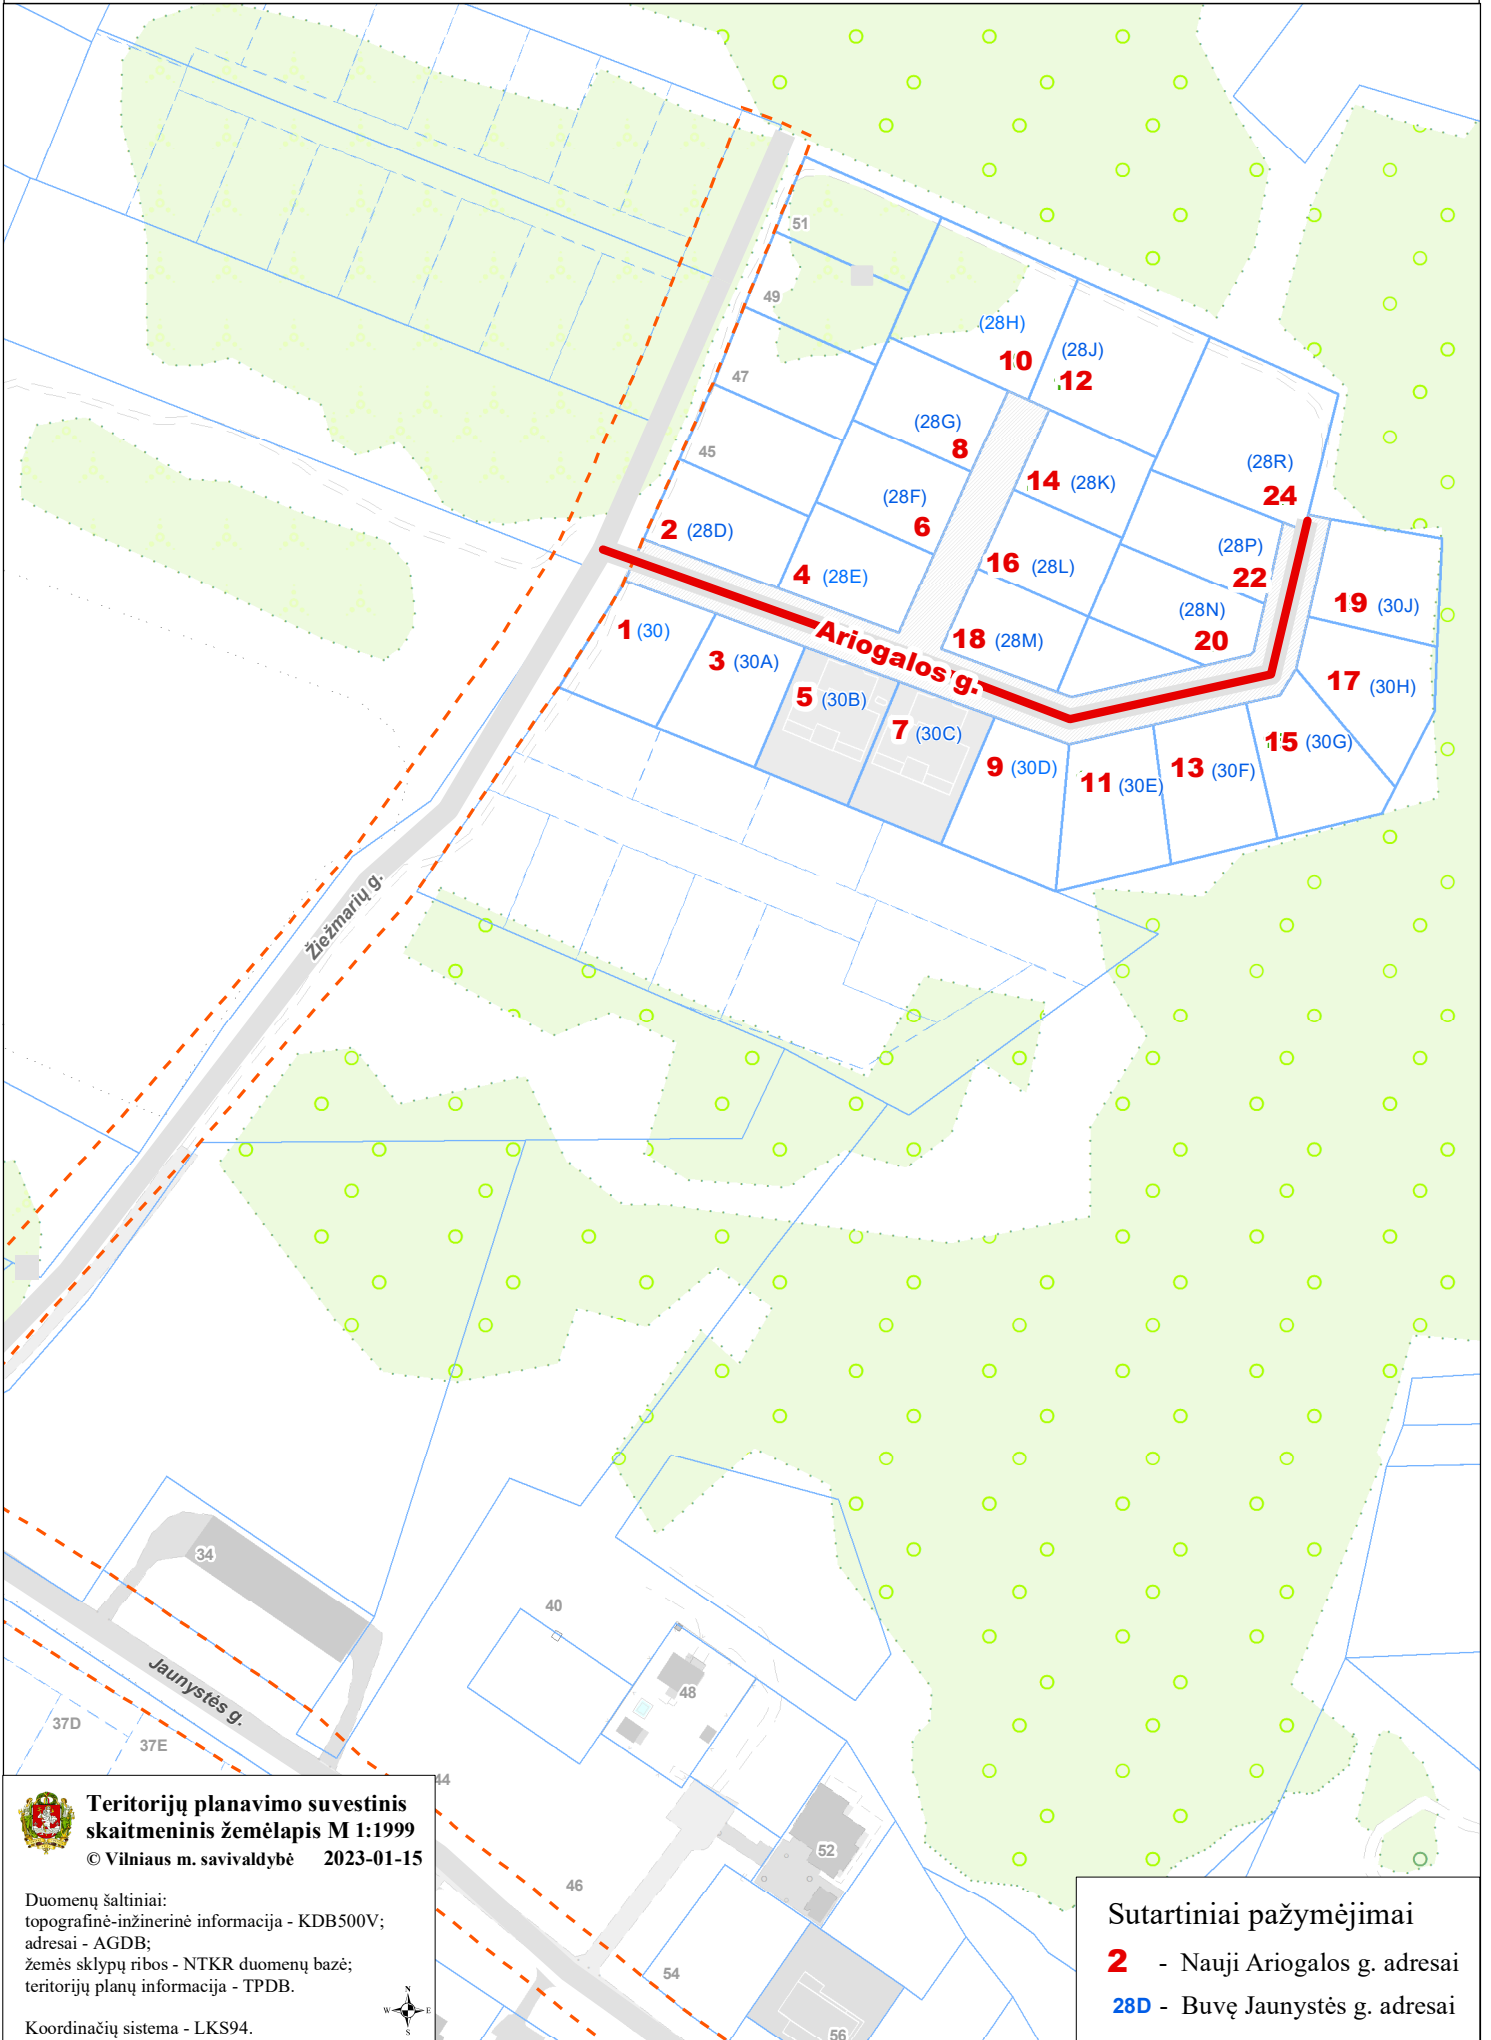 51
49
(28H)
10
(28J)
12
47
(28G)
8
45
(28R)
24
14 (28K)
(28F)
6
2 (28D)
(28P)
22
16 (28L)
4 (28E)
19 (30J)
(28N)
20
1 (30)
18 (28M)
Ariogalos g.
3 (30A)
17 (30H)
5 (30B)
7 (30C)
15 (30G)
9 (30D)
13 (30F)
11 (30E)
Žiežmarių g.
34
40
Jaunystės g.
48
37D
37E
44
52
46
54
56
Teritorijų planavimo suvestinis
skaitmeninis žemėlapis M 1:1999
© Vilniaus m. savivaldybė 2023-01-15
Duomenų šaltiniai:
topografinė-inžinerinė informacija - KDB500V;
adresai - AGDB;
žemės sklypų ribos - NTKR duomenų bazė;
teritorijų planų informacija - TPDB.
Koordinačių sistema - LKS94.
N
W E
S
Sutartiniai pažymėjimai
2 - Nauji Ariogalos g. adresai
28D - Buvę Jaunystės g. adresai